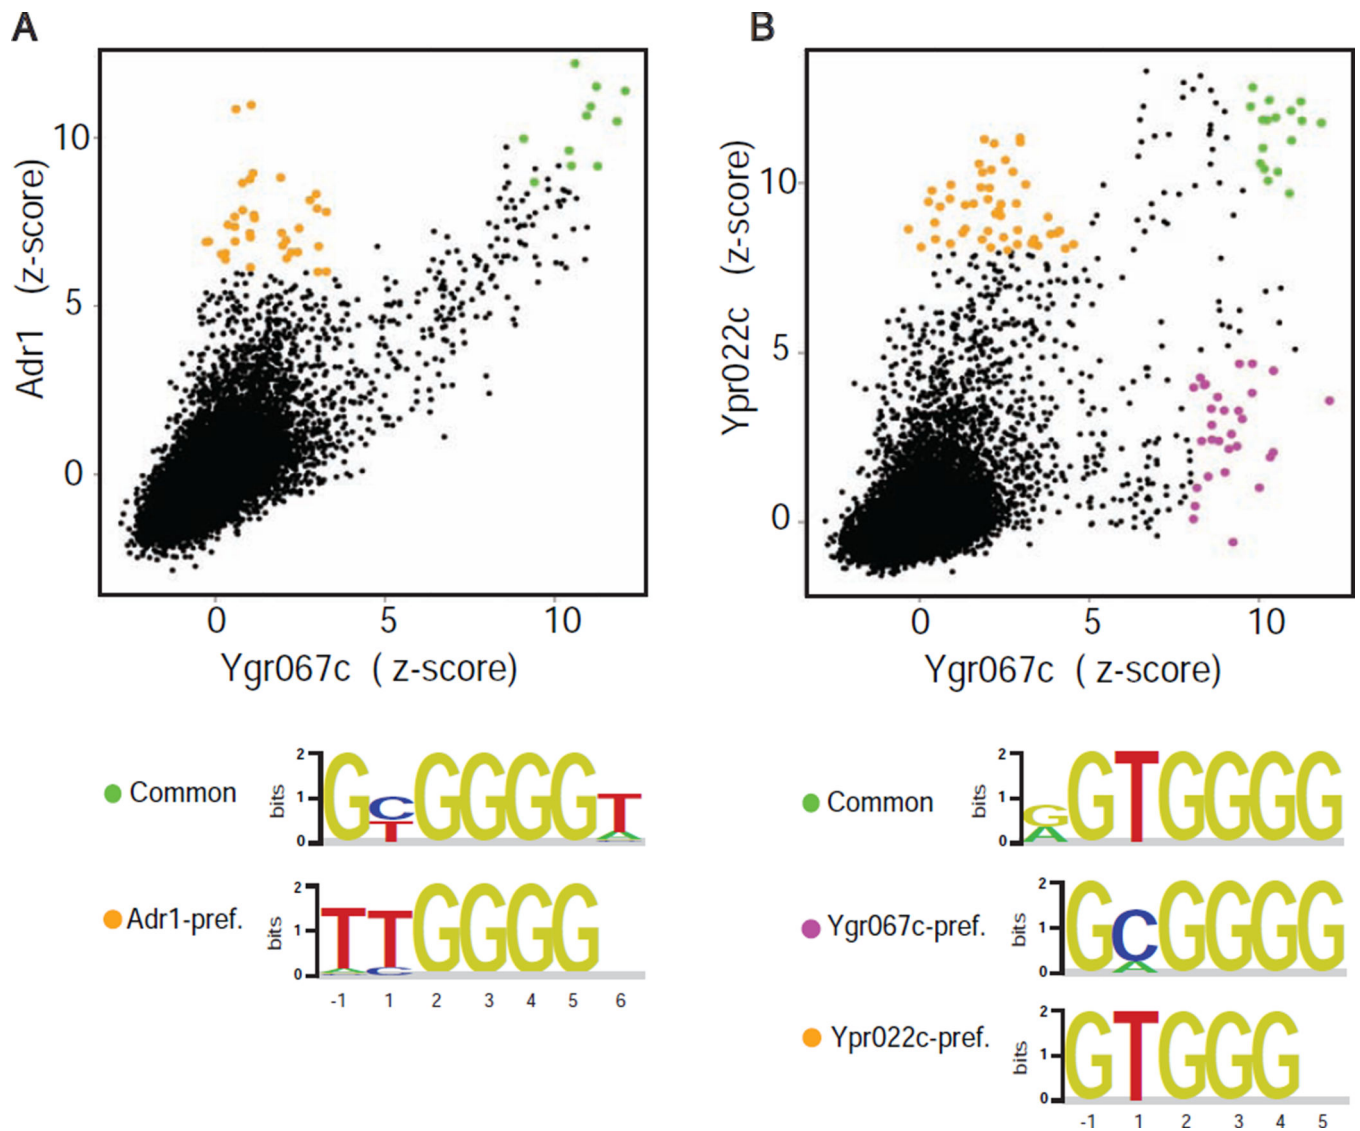 A
B
10
5
0
Adr1 (z-score)
0 5 10
Ygr067c ( z-score)
10
5
0
Ypr022c (z-score)
0 5 10
Ygr067c ( z-score)
Common
2
1
0
bits
GCGGGGT
TA
Adr1-pref.
2
1
0
bits
TTGGGG
AC
-1 1 2 3 4 5 6
Common
2
1
0
bits
GGTGGGG
A
Ygr067c-pref.
2
1
0
bits
GCGGGG
A
Ypr022c-pref.
2
1
0
bits
GTGGG
-1 1 2 3 4 5